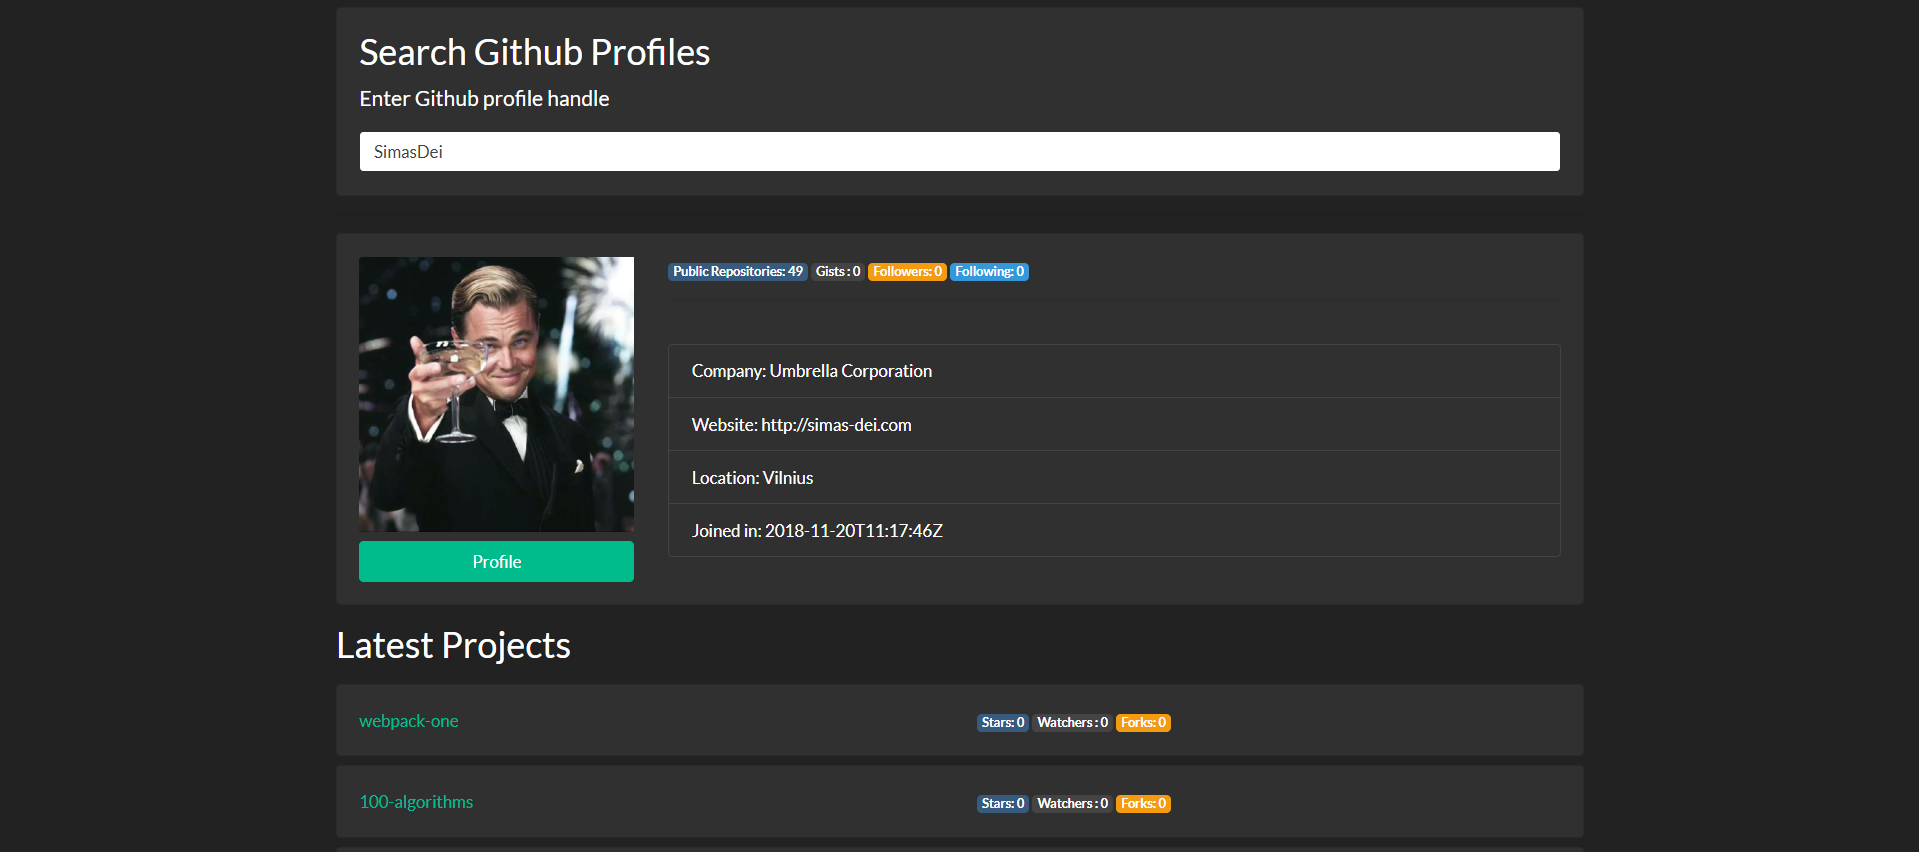 Search Github Profiles
Enter Github profile handle
SimasDei
Public Repositories: 49 Gists : 0 Followers: 0 Following: 0
Company: Umbrella Corporation
Website: http://simas-dei.com
Location: Vilnius
Joined in: 2018-11-20T11:17:46Z
Profile
Latest Projects
webpack-one
Stars: 0 Watchers : 0 Forks: 0
100-algorithms
Stars: 0 Watchers : 0 Forks: 0